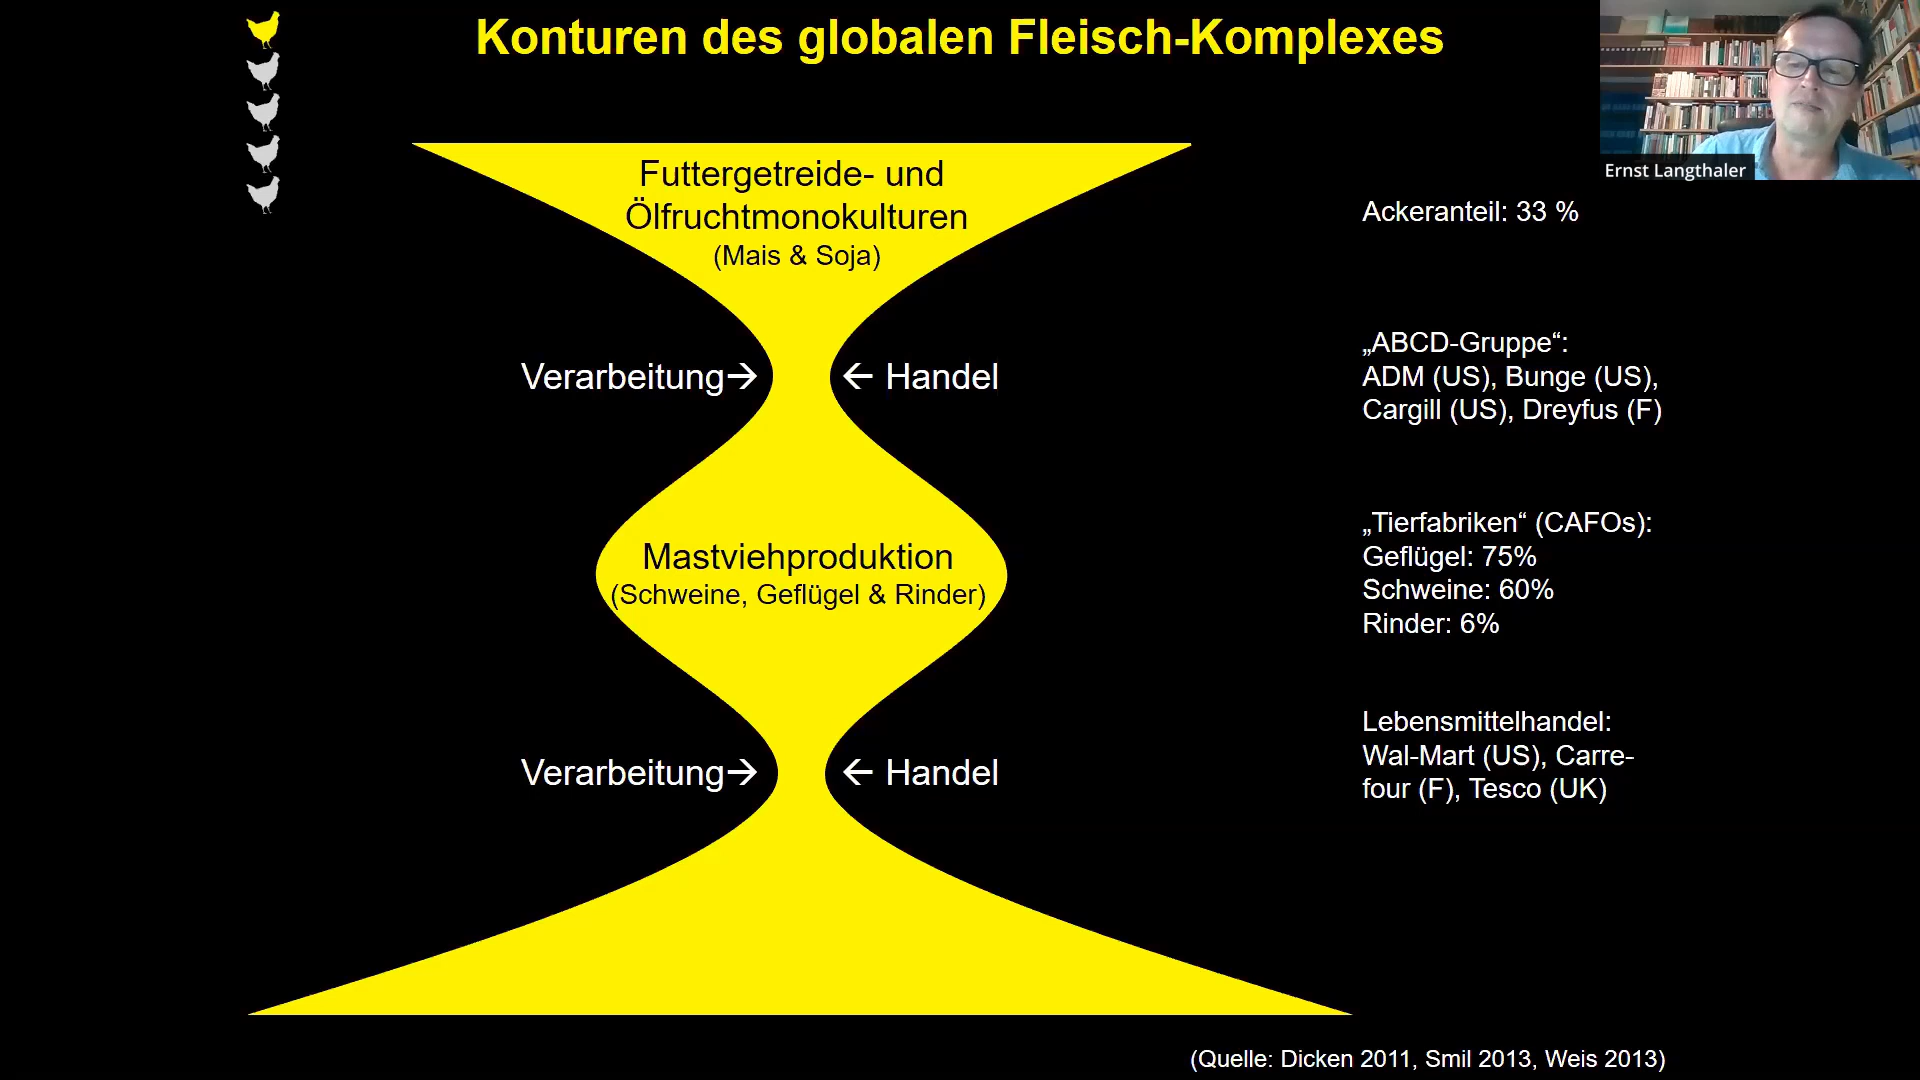 Konturen des globalen Fleisch-Komplexes
Ernst Langthaler
Futtergetreide- und
Ölfruchtmonokulturen
(Mais & Soja)
Ackeranteil: 33 %
Verarbeitung→
← Handel
„ABCD-Gruppe“:
ADM (US), Bunge (US),
Cargill (US), Dreyfus (F)
Mastviehproduktion
(Schweine, Geflügel & Rinder)
„Tierfabriken“ (CAFOs):
Geflügel: 75%
Schweine: 60%
Rinder: 6%
Verarbeitung→
← Handel
Lebensmittelhandel:
Wal-Mart (US), Carre-
four (F), Tesco (UK)
(Quelle: Dicken 2011, Smil 2013, Weis 2013)